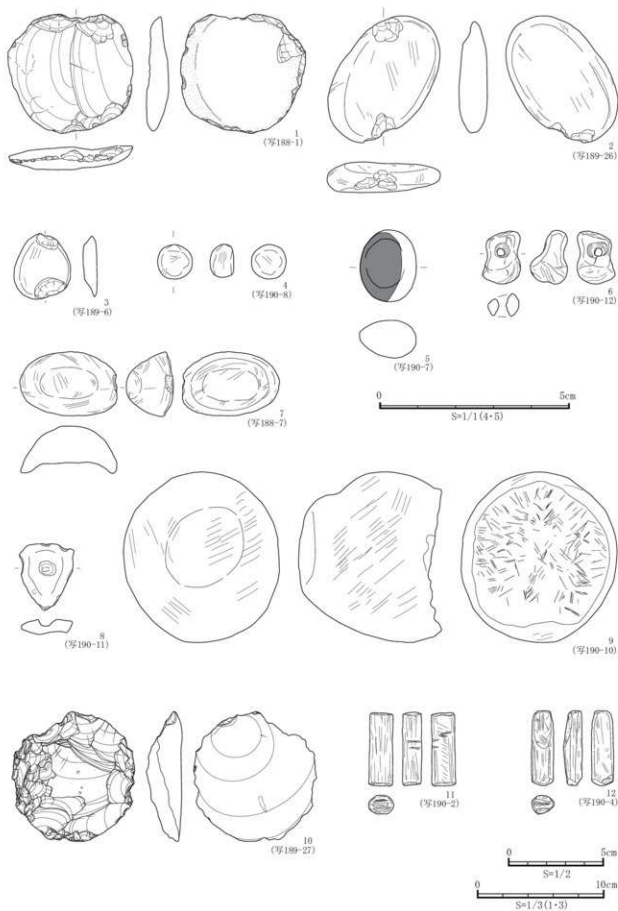 1
(写188-1)
2
(写189-26)
3
(写189-6)
4
(写190-8)
5
(写190-7)
6
(写190-12)
0 5cm
S=1/1(4・5)
7
(写188-7)
8
(写190-11)
9
(写190-10)
10
(写189-27)
11
(写190-2)
12
(写190-4)
0 5cm
S=1/2
0 10cm
S=1/3(1・3)